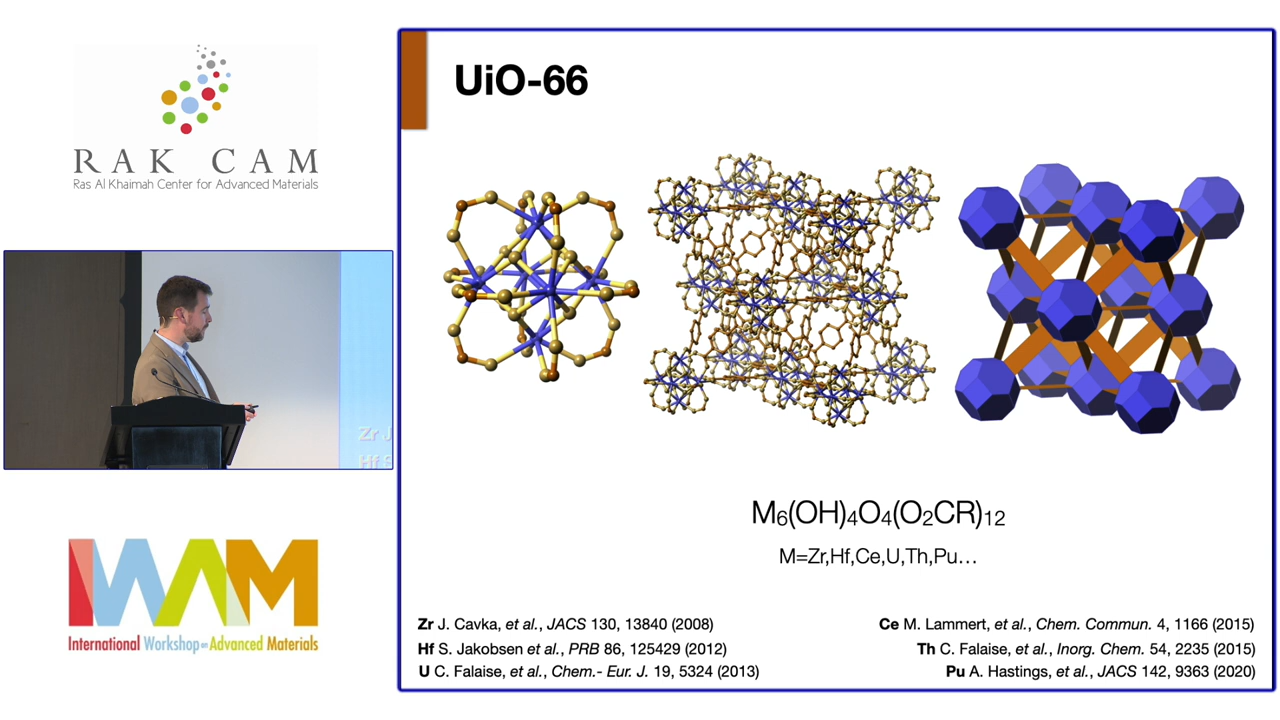 RAK CAM
Ras Al Khaimah Center for Advanced Materials
Zr J
Hf S
IWAM
International Workshop on Advanced Materials
UiO-66
M₆(OH)₄O₄(O₂CR)₁₂
M=Zr,Hf,Ce,U,Th,Pu…
Zr J. Cavka, et al., JACS 130, 13840 (2008)
Hf S. Jakobsen et al., PRB 86, 125429 (2012)
U C. Falaise, et al., Chem.- Eur. J. 19, 5324 (2013)
Ce M. Lammert, et al., Chem. Commun. 4, 1166 (2015)
Th C. Falaise, et al., Inorg. Chem. 54, 2235 (2015)
Pu A. Hastings, et al., JACS 142, 9363 (2020)